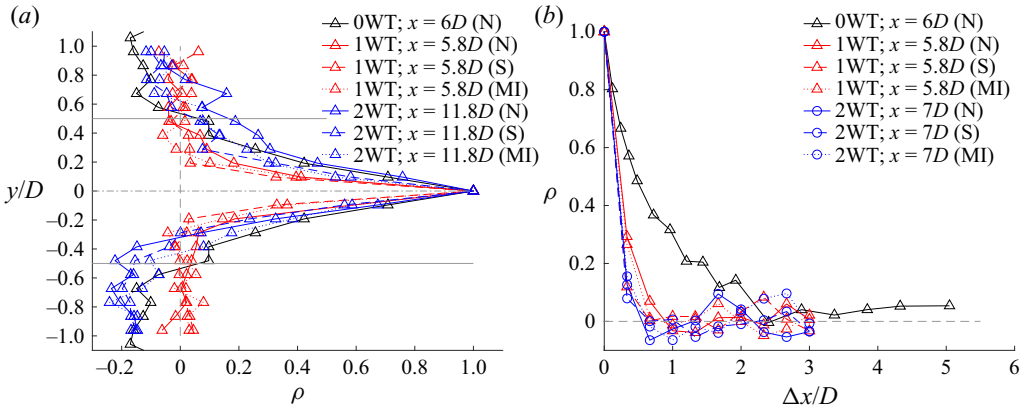 (a)
0WT; x = 6D (N)
1WT; x = 5.8D (N)
1WT; x = 5.8D (S)
1WT; x = 5.8D (MI)
2WT; x = 11.8D (N)
2WT; x = 11.8D (S)
2WT; x = 11.8D (MI)
1.0
0.8
0.6
0.4
0.2
y/D 0
−0.2
−0.4
−0.6
−0.8
−1.0
−0.2 0 0.2 0.4 0.6 0.8 1.0
ρ
(b)
0WT; x = 6D (N)
1WT; x = 5.8D (N)
1WT; x = 5.8D (S)
1WT; x = 5.8D (MI)
2WT; x = 7D (N)
2WT; x = 7D (S)
2WT; x = 7D (MI)
1.0
0.8
0.6
0.4
ρ
0.2
0
0 1 2 3 4 5 6
Δx/D